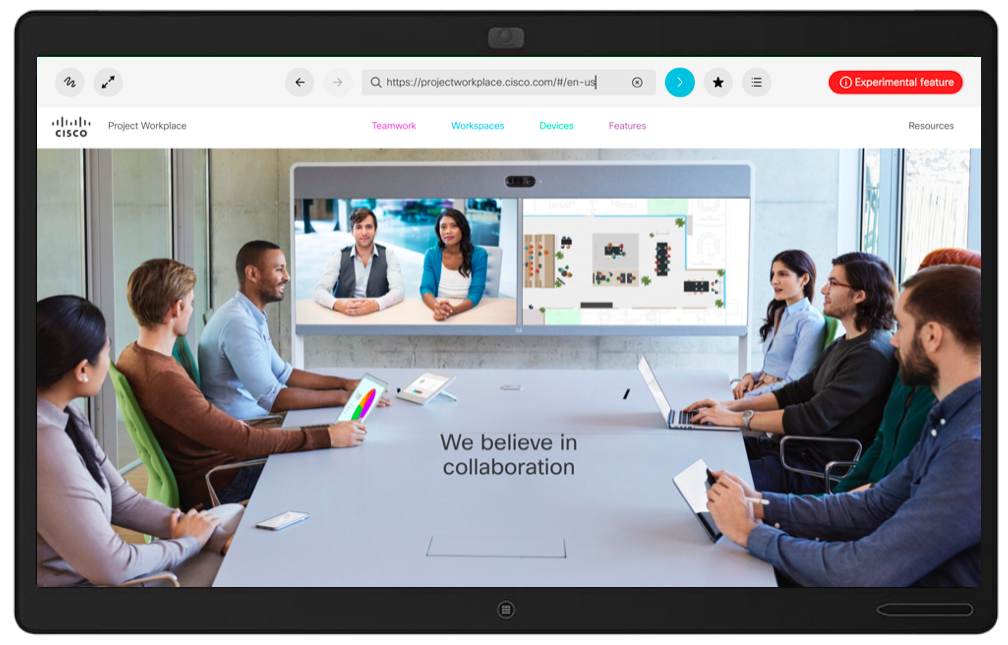 https://projectworkplace.cisco.com/#/en-us
Experimental feature
CISCO
Project Workplace
Teamwork
Workspaces
Devices
Features
Resources
We believe in
collaboration